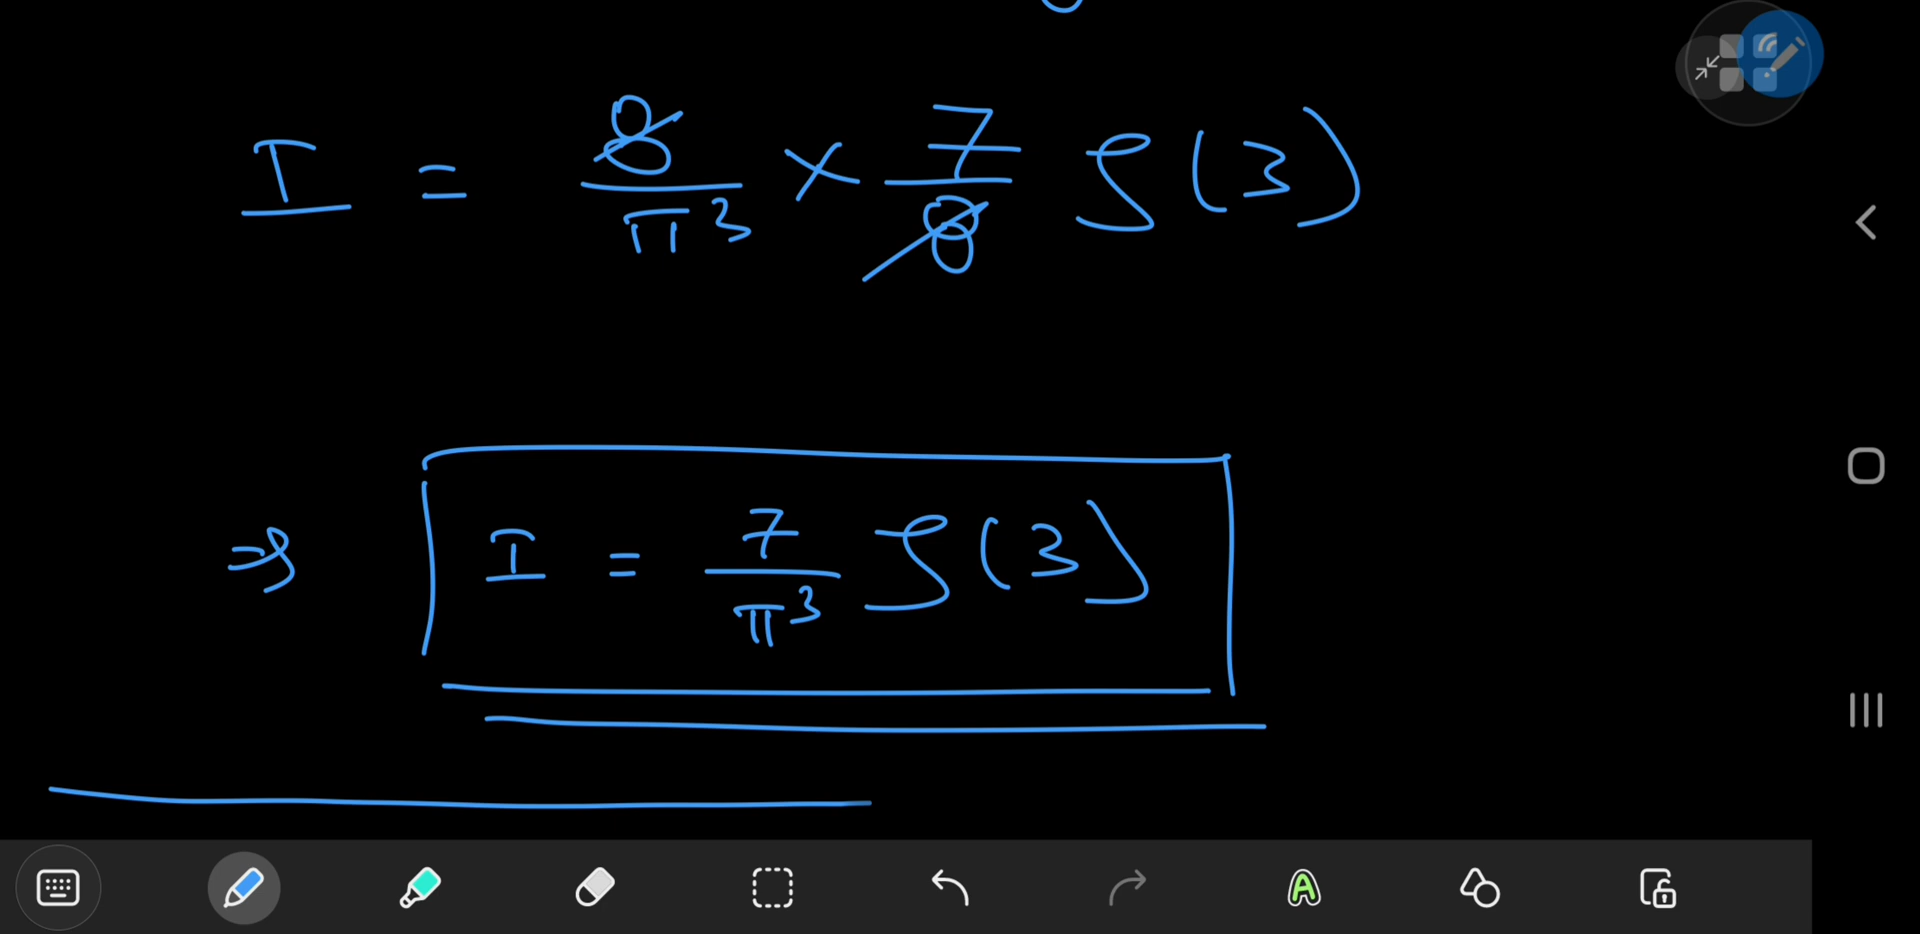 I = 8/π³ × 7/8 ζ(3)
⇒ I = 7/π³ ζ(3)
A